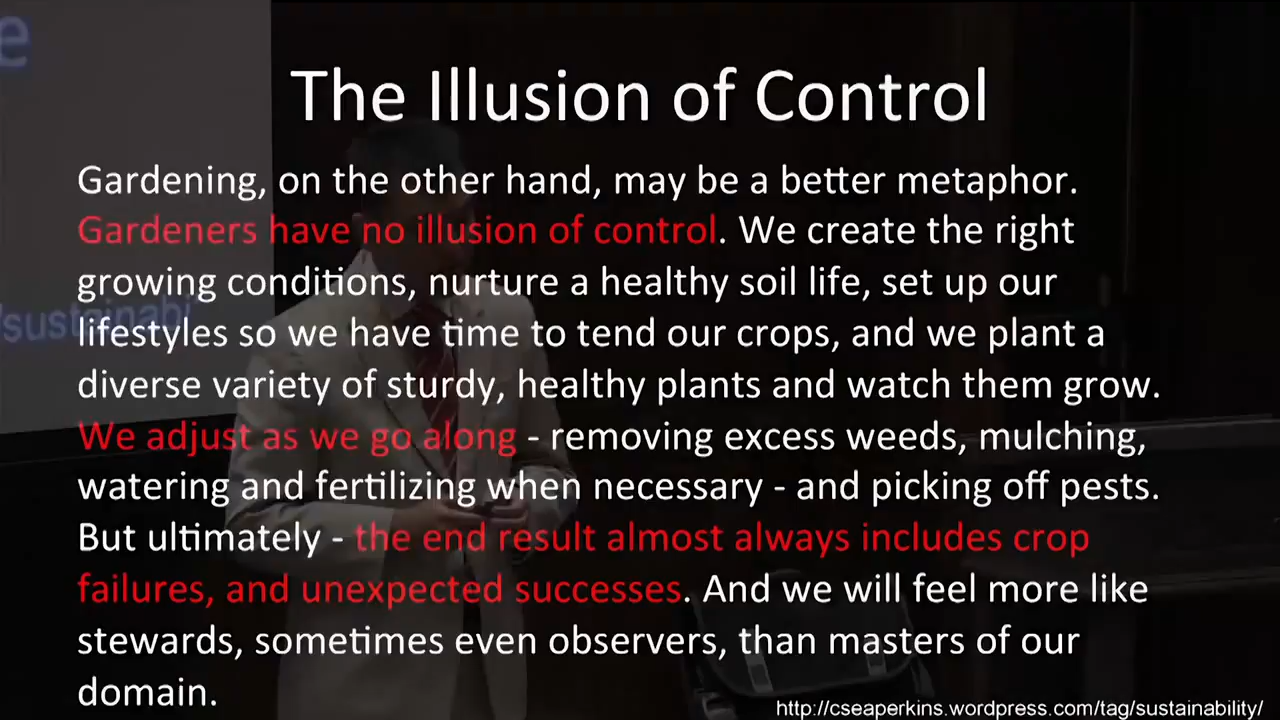 The Illusion of Control
Gardening, on the other hand, may be a better metaphor.
Gardeners have no illusion of control. We create the right
growing conditions, nurture a healthy soil life, set up our
lifestyles so we have time to tend our crops, and we plant a
diverse variety of sturdy, healthy plants and watch them grow.
We adjust as we go along - removing excess weeds, mulching,
watering and fertilizing when necessary - and picking off pests.
But ultimately - the end result almost always includes crop
failures, and unexpected successes. And we will feel more like
stewards, sometimes even observers, than masters of our
domain.
http://cseaperkins.wordpress.com/tag/sustainability/